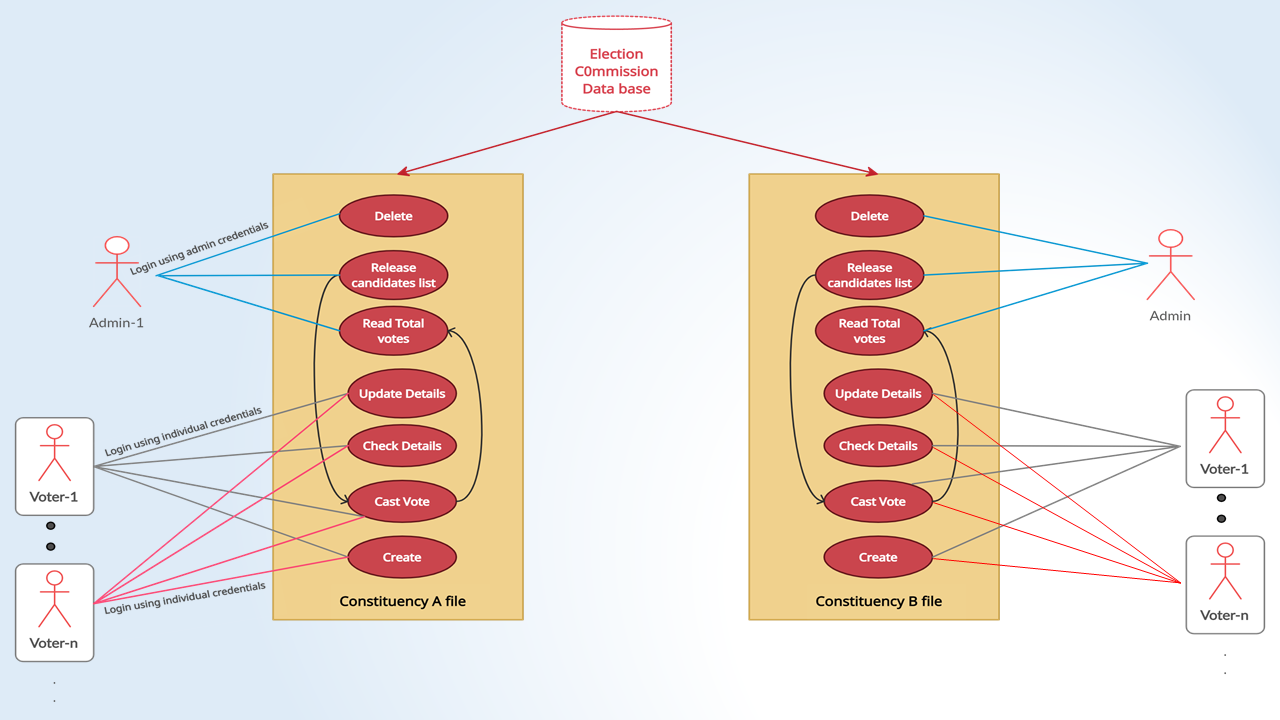 Election
C0mmission
Data base
Delete
Release
candidates list
Read Total
votes
Update Details
Check Details
Cast Vote
Create
Constituency A file
Login using admin credentials
Admin-1
Login using individual credentials
Voter-1
Voter-n
Login using individual credentials
Delete
Release
candidates list
Read Total
votes
Update Details
Check Details
Cast Vote
Create
Constituency B file
Admin
Voter-1
Voter-n